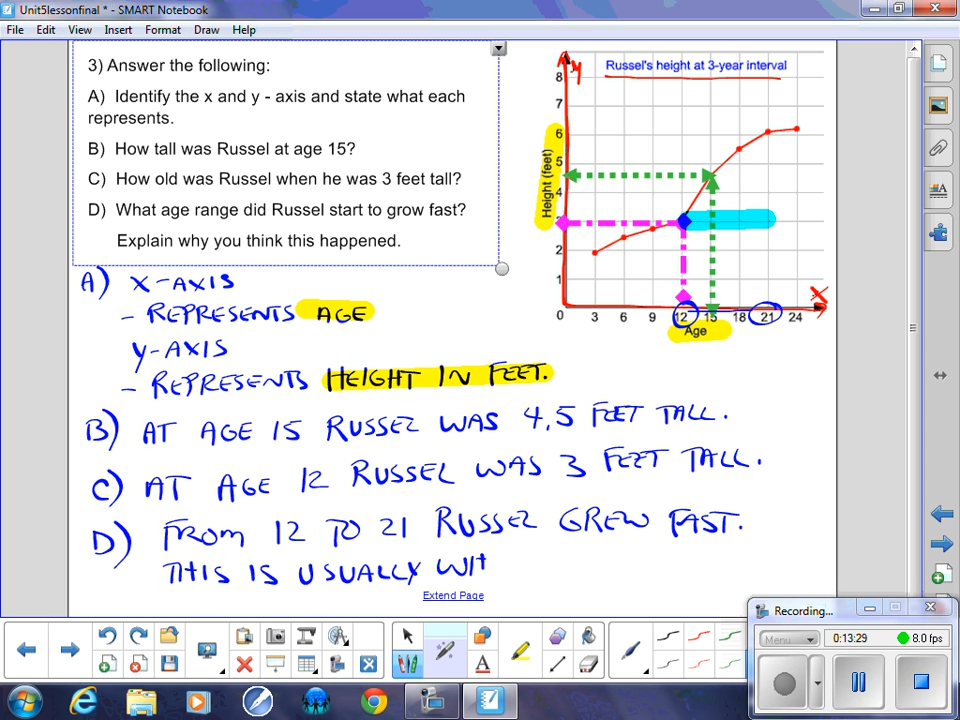 Unit5lessonfinal * - SMART Notebook
File Edit View Insert Format Draw Help
3) Answer the following:
A) Identify the x and y - axis and state what each
represents.
B) How tall was Russel at age 15?
C) How old was Russel when he was 3 feet tall?
D) What age range did Russel start to grow fast?
Explain why you think this happened.
Russel's height at 3-year interval
y
8
7
6
5
4
3
2
1
0 3 6 9 12 15 18 21 24
Height (feet)
Age
X
A) X-AXIS
- REPRESENTS AGE
y-AXIS
- REPRESENTS HEIGHT IN FEET.
B) AT AGE 15 RUSSEL WAS 4.5 FEET TALL.
C) AT AGE 12 RUSSEL WAS 3 FEET TALL.
D) FROM 12 TO 21 RUSSEL GREW FAST.
THIS IS USUALLY WH
Extend Page
Recording...
Menu
0:13:29
8.0 fps
A